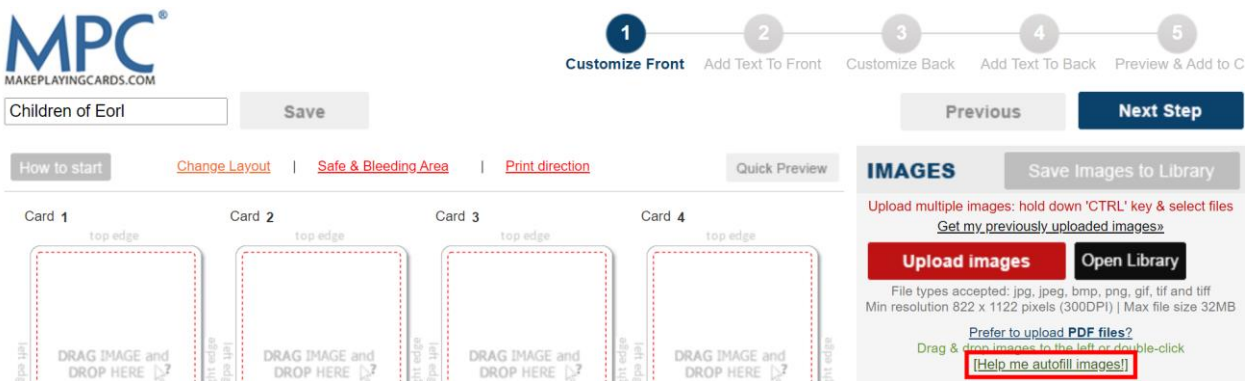 MPC®
MAKEPLAYINGCARDS.COM
1 2 3 4 5
Customize Front Add Text To Front Customize Back Add Text To Back Preview & Add to C
Children of Eorl Save Previous Next Step
How to start Change Layout | Safe & Bleeding Area | Print direction Quick Preview
IMAGES Save Images to Library
Upload multiple images: hold down 'CTRL' key & select files
Get my previously uploaded images»
Upload images Open Library
File types accepted: jpg, jpeg, bmp, png, gif, tif and tiff
Min resolution 822 x 1122 pixels (300DPI) | Max file size 32MB
Prefer to upload PDF files?
Drag & drop images to the left or double-click
[Help me autofill images!]
Card 1 Card 2 Card 3 Card 4
top edge top edge top edge top edge
DRAG IMAGE and DRAG IMAGE and DRAG IMAGE and DRAG IMAGE and
DROP HERE ? DROP HERE ? DROP HERE ? DROP HERE ?